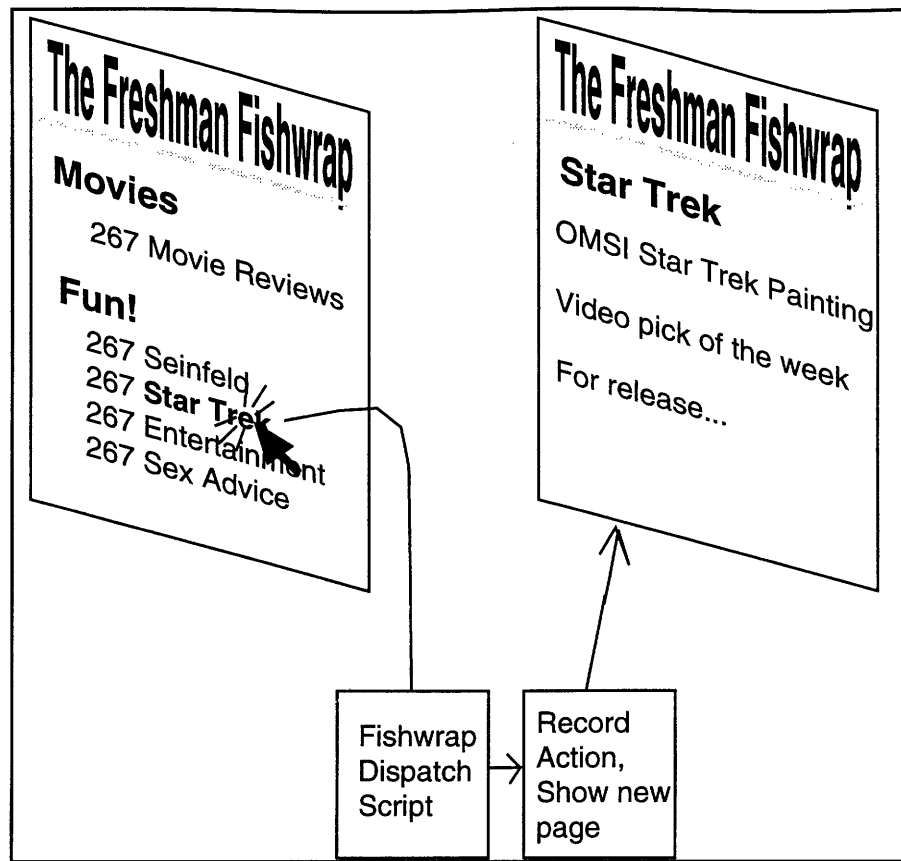 The Freshman Fishwrap
Movies
267 Movie Reviews
Fun!
267 Seinfeld
267 Star Trek
267 Entertainment
267 Sex Advice
The Freshman Fishwrap
Star Trek
OMSI Star Trek Painting
Video pick of the week
For release...
Fishwrap
Dispatch
Script
Record
Action,
Show new
page